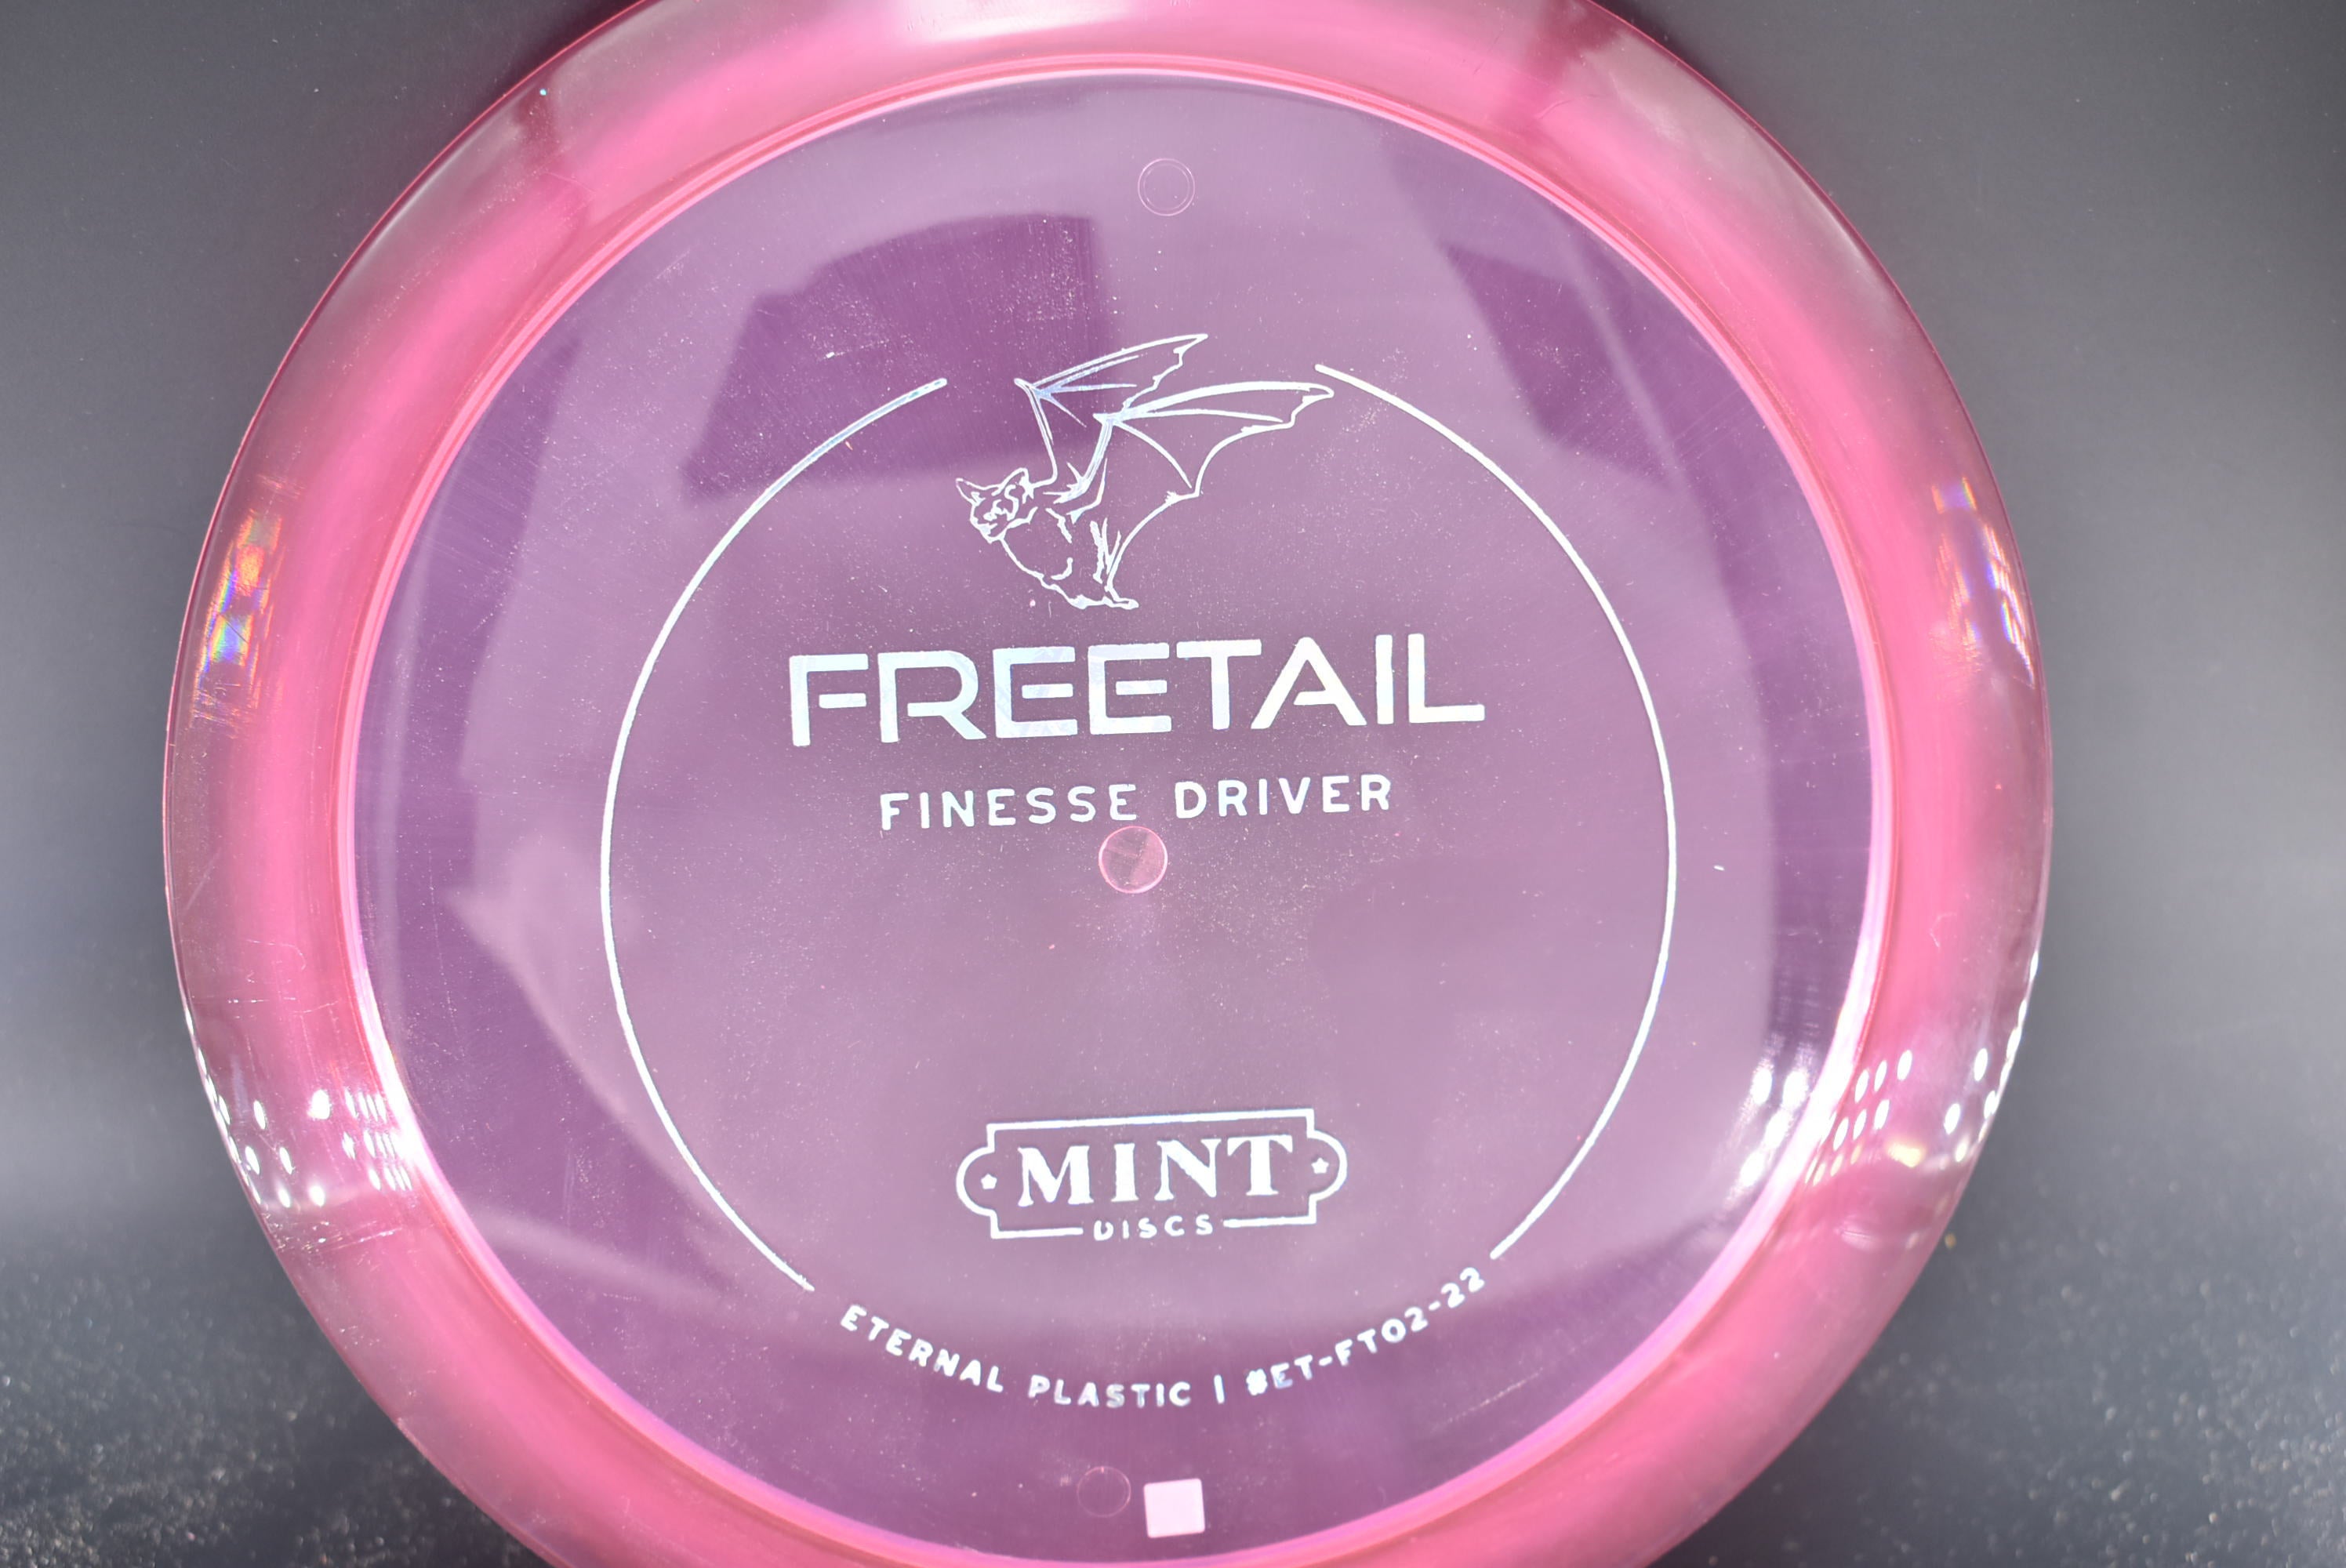 FREETAIL
FINESSE DRIVER
MINT
DISCS
ETERNAL PLASTIC | #ET-FT02-22